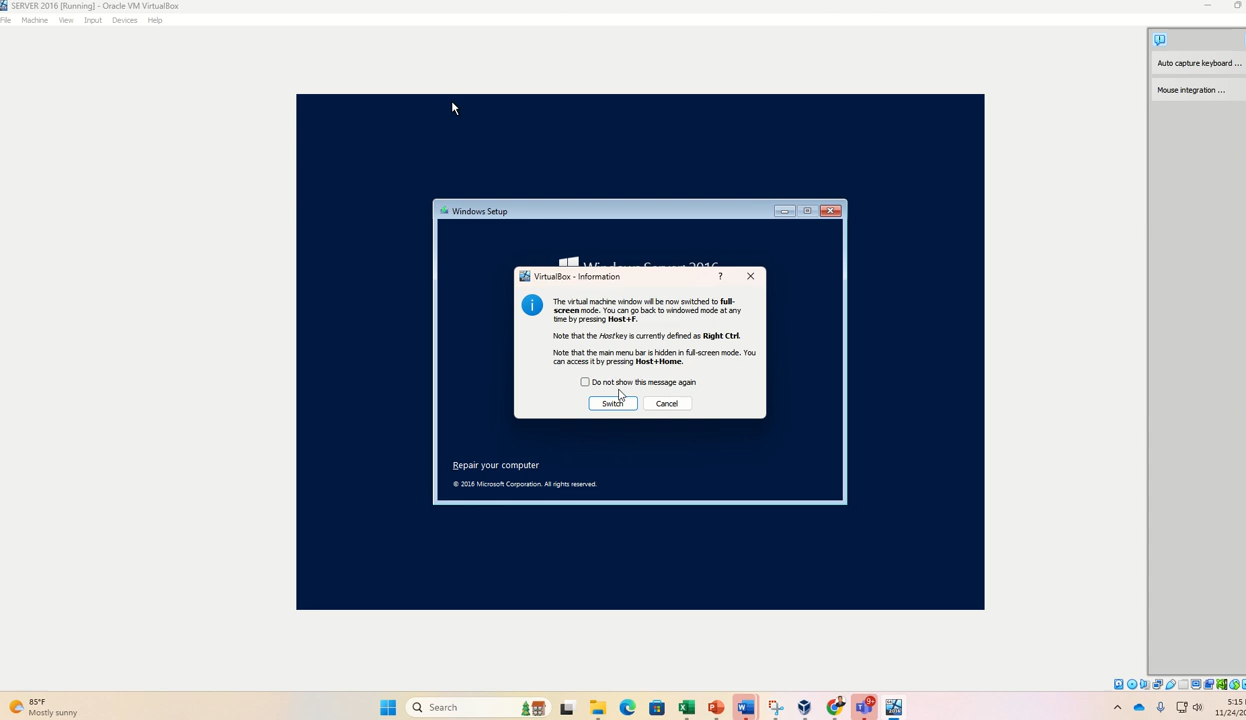 SERVER 2016 [Running] - Oracle VM VirtualBox
File Machine View Input Devices Help
Auto capture keyboard ...
Mouse integration ...
Windows Setup
Windows Server 2016
VirtualBox - Information
The virtual machine window will be now switched to full-
screen mode. You can go back to windowed mode at any
time by pressing Host+F.
Note that the Host key is currently defined as Right Ctrl.
Note that the main menu bar is hidden in full-screen mode. You
can access it by pressing Host+Home.
Do not show this message again
Switch Cancel
Repair your computer
© 2016 Microsoft Corporation. All rights reserved.
85°F
Mostly sunny
Search
9+
5:15
11/24/20